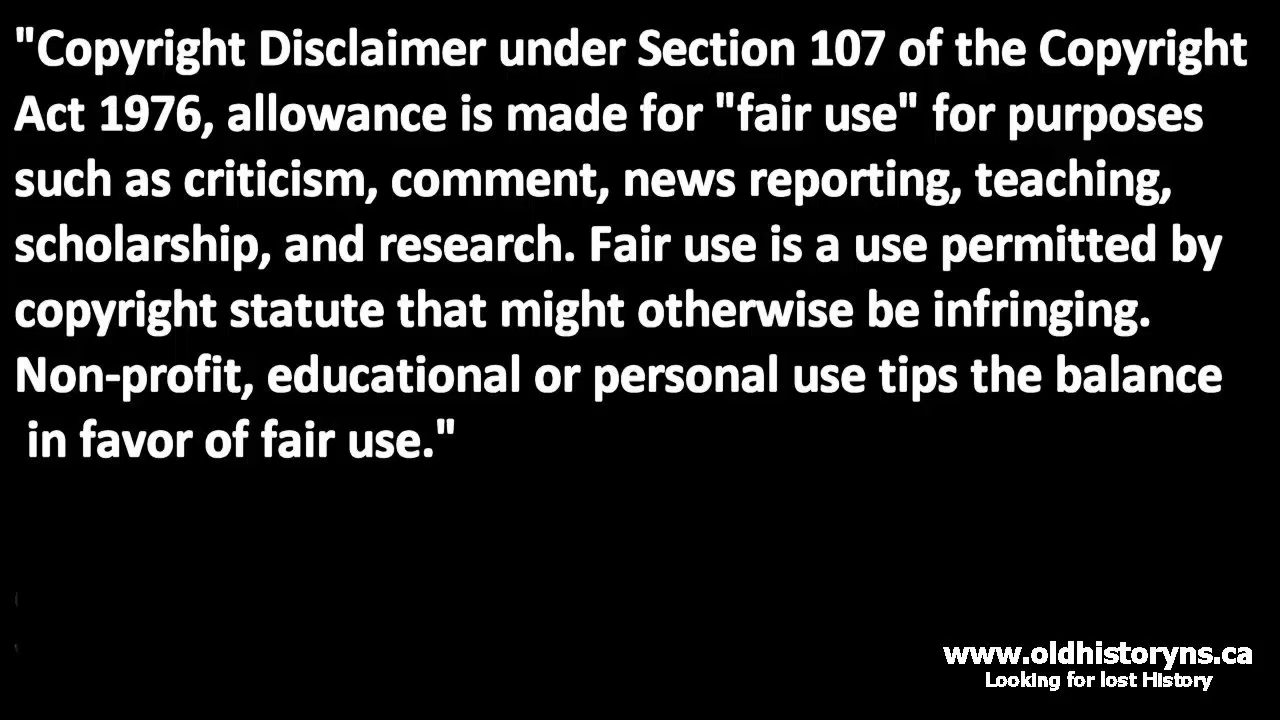 "Copyright Disclaimer under Section 107 of the Copyright
Act 1976, allowance is made for "fair use" for purposes
such as criticism, comment, news reporting, teaching,
scholarship, and research. Fair use is a use permitted by
copyright statute that might otherwise be infringing.
Non-profit, educational or personal use tips the balance
in favor of fair use."
www.oldhistoryns.ca
Looking for lost History